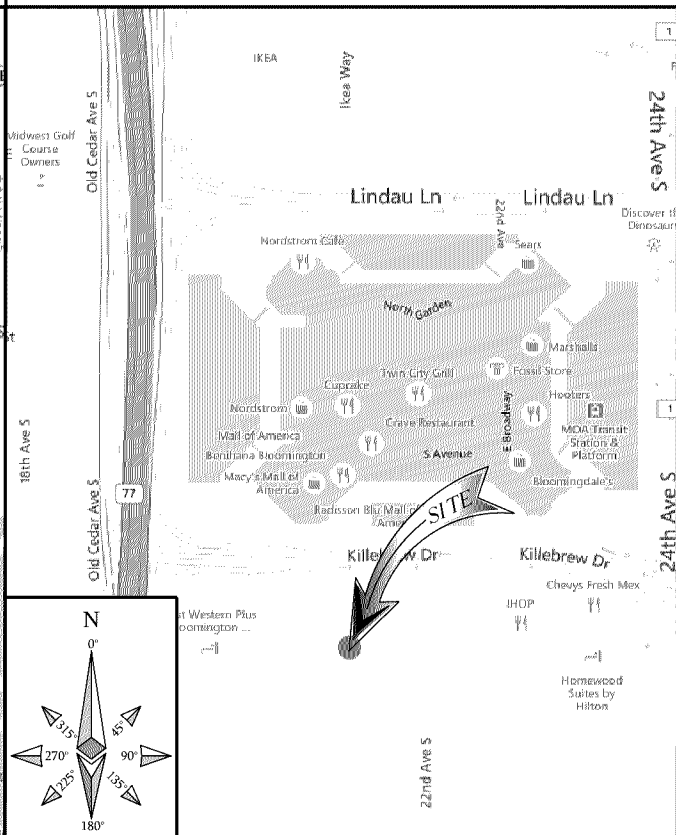 IKEA
Ikea Way
Old Cedar Ave S
24th Ave S
Midwest Golf
Course
Owners
Lindau Ln
Lindau Ln
22nd Ave
Discover t
Dinosaur
Nordstrom Cafe
Sears
North Garden
Marshalls
Twin City Grill
Fossil Store
Cupcake
Hooters
Nordstrom
Crave Restaurant
E Broadway
MOA Transit
Station &
Platform
Mall of America
18th Ave S
Benihana Bloomington
S Avenue
Macy's Mall of
America
Bloomingdale's
77
Radisson Blu Mall of
Ame
SITE
24th Ave S
Old Cedar Ave S
Killebrew Dr
Killebrew Dr
Chevys Fresh Mex
IHOP
st Western Plus
oomington ...
Homewood
Suites by
Hilton
22nd Ave S
N
0°
315°
45°
270°
90°
225°
135°
180°